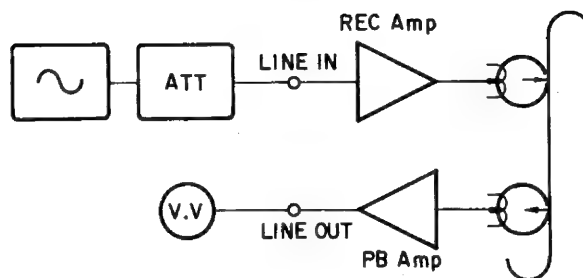 REC Amp
LINE IN
ATT
V.V
LINE OUT
PB Amp